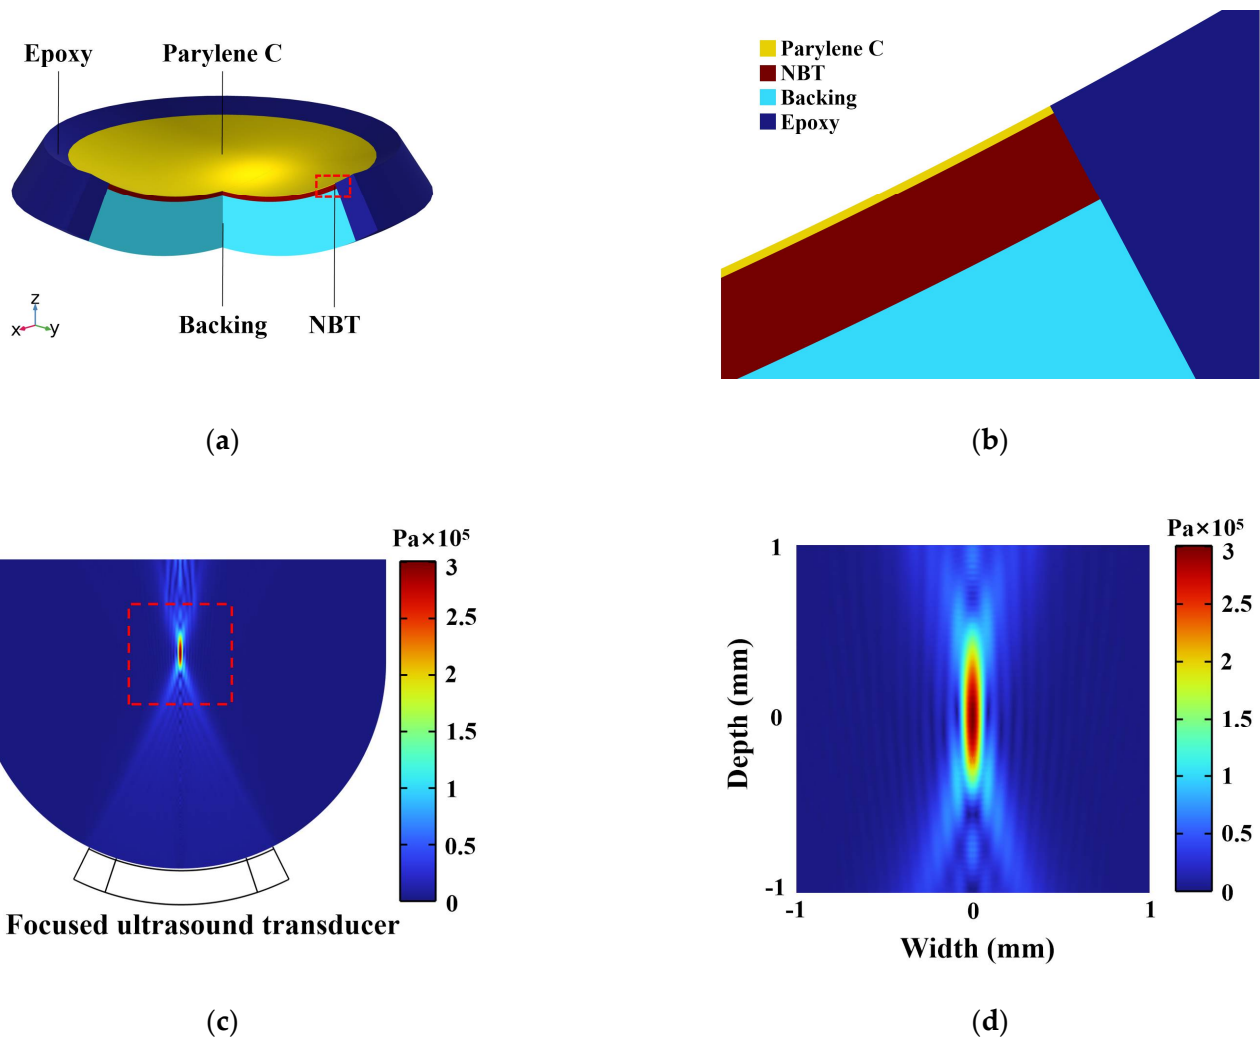 Epoxy
Parylene C
Backing
NBT
z
x
y
(a)
Parylene C
NBT
Backing
Epoxy
(b)
Pa×10⁵
3
2.5
2
1.5
1
0.5
0
Focused ultrasound transducer
(c)
Pa×10⁵
3
2.5
2
1.5
1
0.5
0
Depth (mm)
1
0
-1
-1
0
1
Width (mm)
(d)